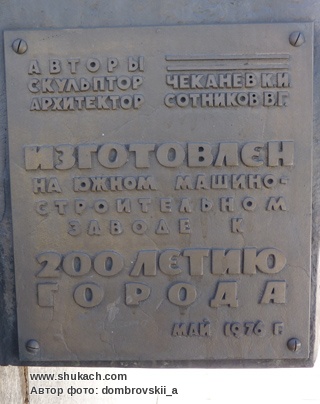 АВТОРЫ
СКУЛЬПТОР ЧЕКАНЕВ К.И.
АРХИТЕКТОР СОТНИКОВ В.Г.
ИЗГОТОВЛЕН
НА ЮЖНОМ МАШИНО-
СТРОИТЕЛЬНОМ
ЗАВОДЕ К
200 ЛЕТИЮ
ГОРОДА
МАЙ 1976 Г.
www.shukach.com
Автор фото: dombrovskii_a